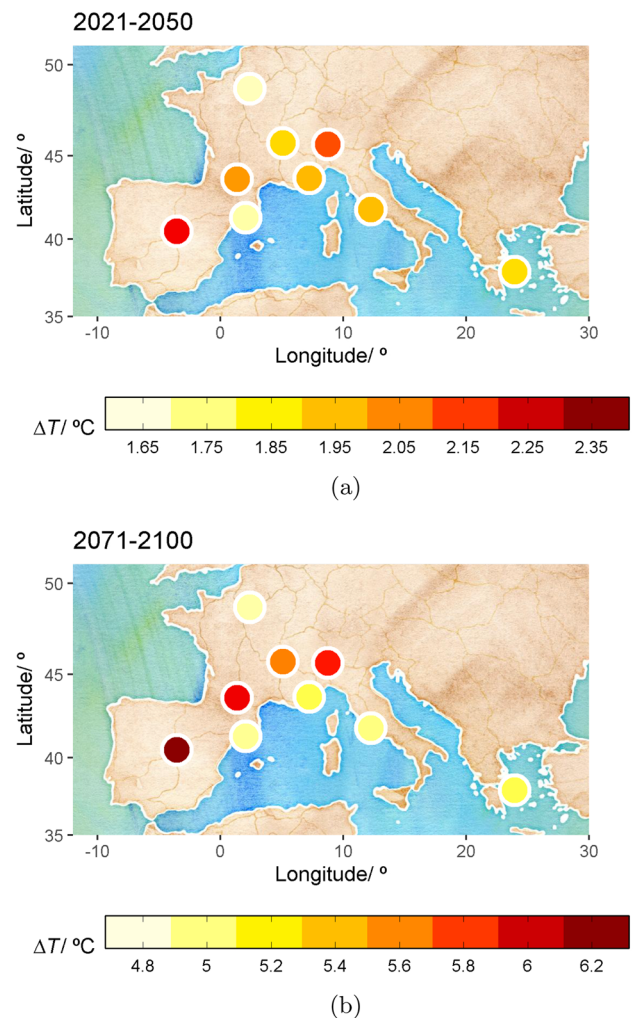 2021-2050
50
45
40
35
Latitude/ º
-10 0 10 20 30
Longitude/ º
ΔT/ ºC
1.65 1.75 1.85 1.95 2.05 2.15 2.25 2.35
(a)
2071-2100
50
45
40
35
Latitude/ º
-10 0 10 20 30
Longitude/ º
ΔT/ ºC
4.8 5 5.2 5.4 5.6 5.8 6 6.2
(b)